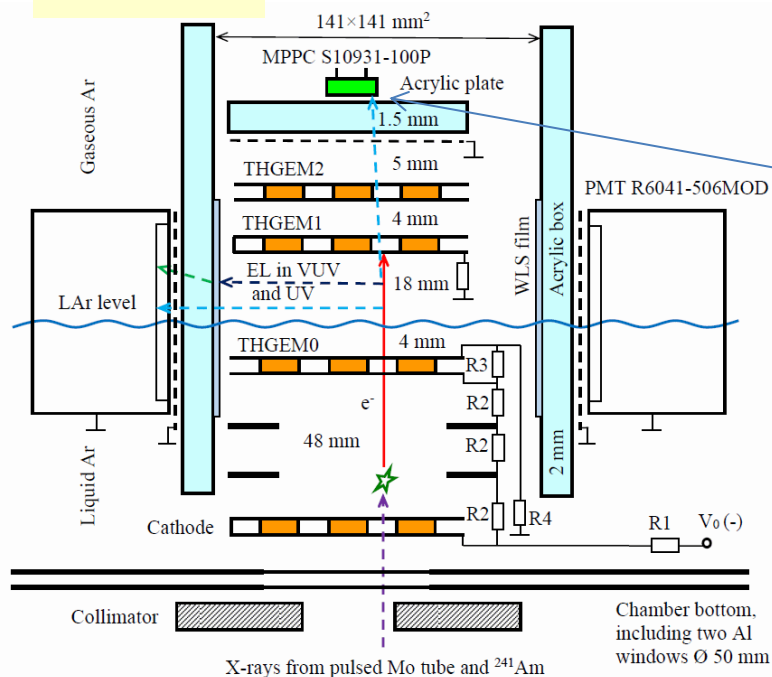 141×141 mm²
MPPC S10931-100P
Acrylic plate
1.5 mm
Gaseous Ar
5 mm
THGEM2
PMT R6041-506MOD
4 mm
THGEM1
WLS film
Acrylic box
EL in VUV
and UV
18 mm
LAr level
4 mm
THGEM0
R3
e⁻
R2
48 mm
R2
Liquid Ar
2 mm
Cathode
R2
R4
R1
V₀ (-)
Collimator
Chamber bottom,
including two Al
windows Ø 50 mm
X-rays from pulsed Mo tube and ²⁴¹Am